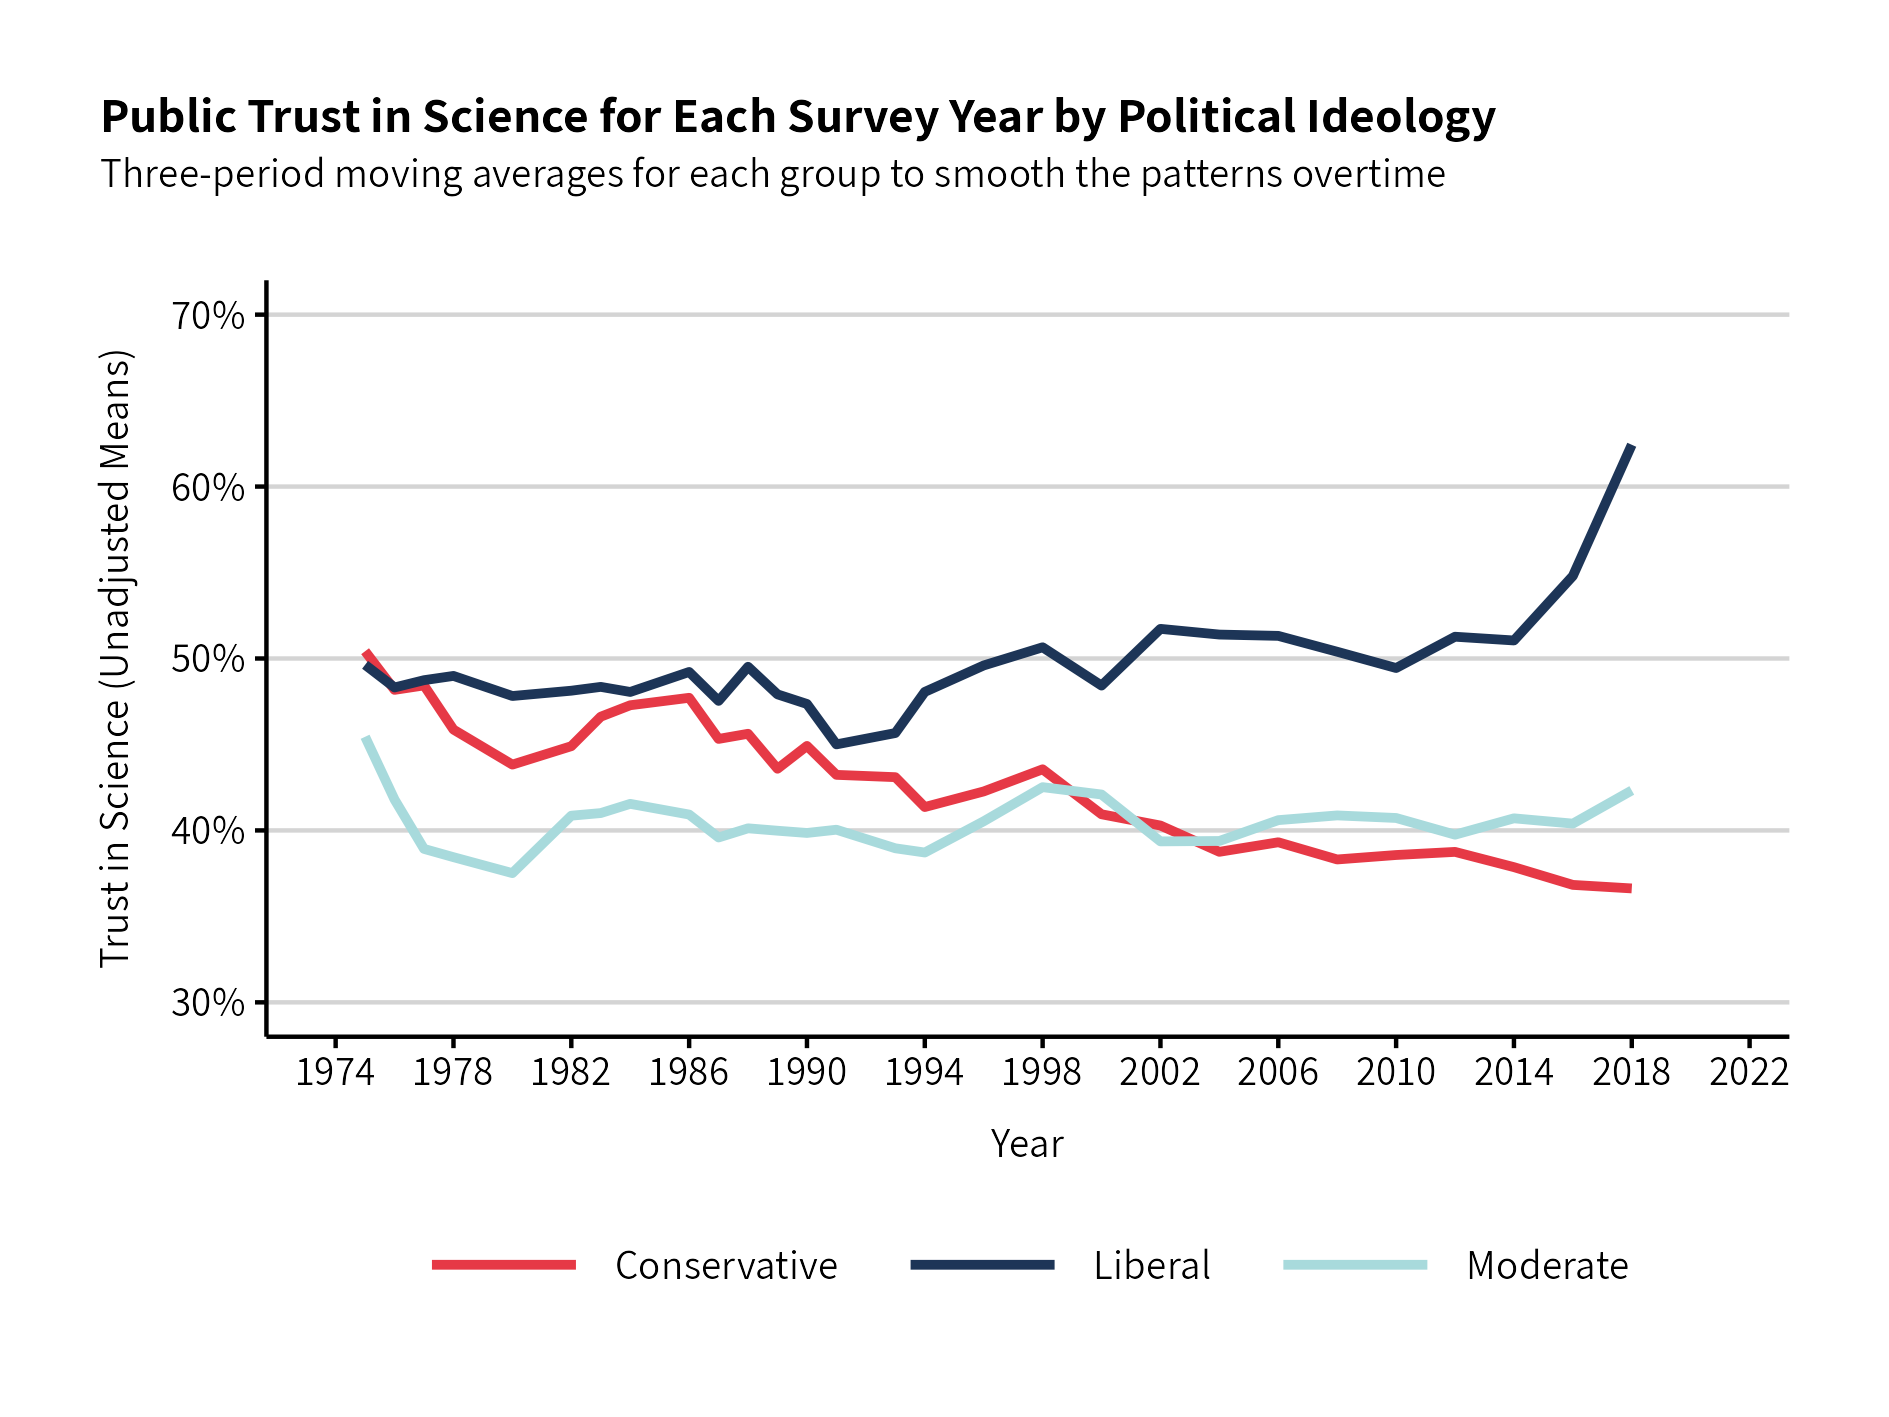 Public Trust in Science for Each Survey Year by Political Ideology
Three-period moving averages for each group to smooth the patterns overtime
Trust in Science (Unadjusted Means)
70%
60%
50%
40%
30%
1974 1978 1982 1986 1990 1994 1998 2002 2006 2010 2014 2018 2022
Year
Conservative Liberal Moderate